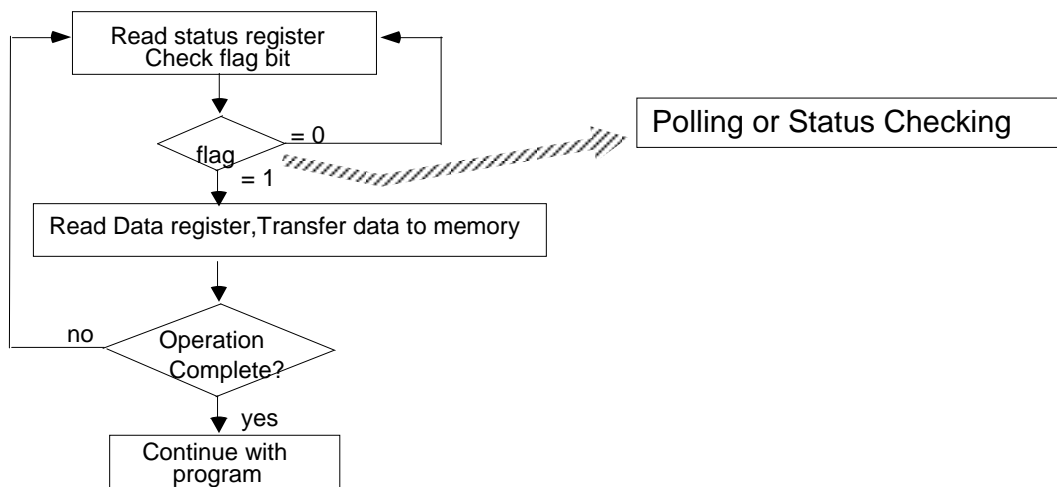 Read status register
Check flag bit
= 0
flag
= 1
Polling or Status Checking
Read Data register,Transfer data to memory
no
Operation
Complete?
yes
Continue with
program